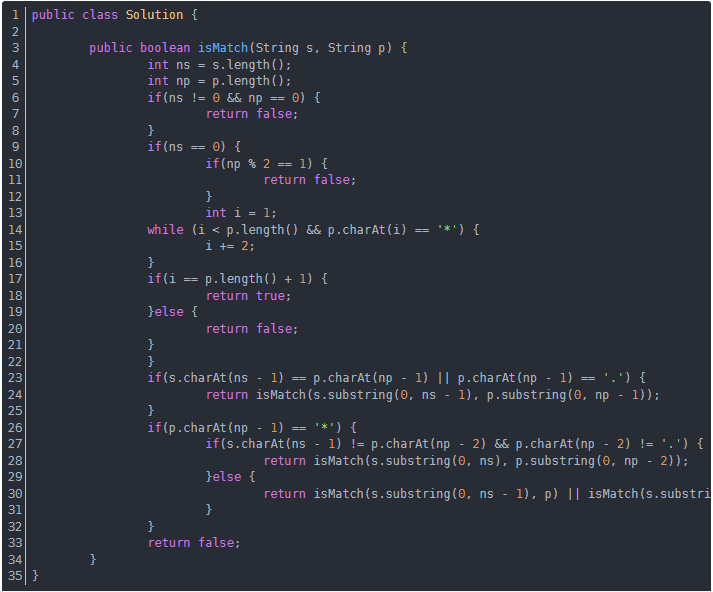 1 public class Solution {
2
3 public boolean isMatch(String s, String p) {
4 int ns = s.length();
5 int np = p.length();
6 if(ns != 0 && np == 0) {
7 return false;
8 }
9 if(ns == 0) {
10 if(np % 2 == 1) {
11 return false;
12 }
13 int i = 1;
14 while (i < p.length() && p.charAt(i) == '*') {
15 i += 2;
16 }
17 if(i == p.length() + 1) {
18 return true;
19 }else {
20 return false;
21 }
22 }
23 if(s.charAt(ns - 1) == p.charAt(np - 1) || p.charAt(np - 1) == '.') {
24 return isMatch(s.substring(0, ns - 1), p.substring(0, np - 1));
25 }
26 if(p.charAt(np - 1) == '*') {
27 if(s.charAt(ns - 1) != p.charAt(np - 2) && p.charAt(np - 2) != '.') {
28 return isMatch(s.substring(0, ns), p.substring(0, np - 2));
29 }else {
30 return isMatch(s.substring(0, ns - 1), p) || isMatch(s.substri
31 }
32 }
33 return false;
34 }
35 }